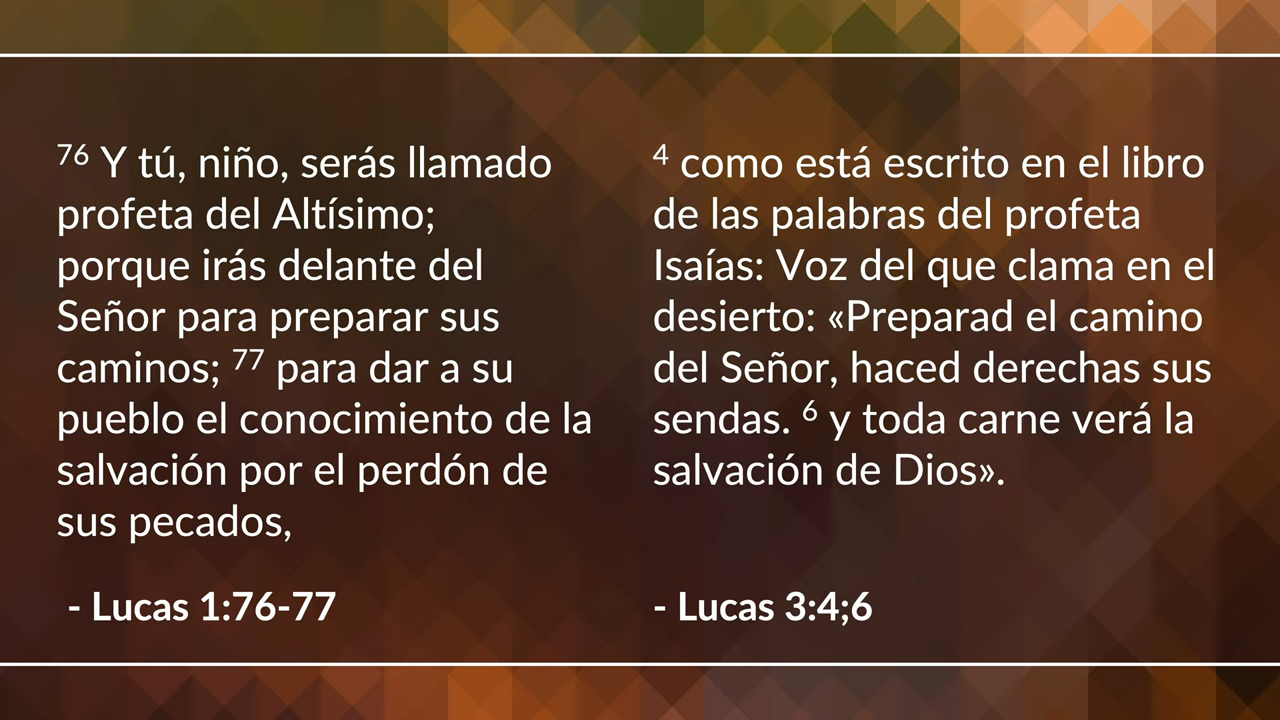 76 Y tú, niño, serás llamado
profeta del Altísimo;
porque irás delante del
Señor para preparar sus
caminos; 77 para dar a su
pueblo el conocimiento de la
salvación por el perdón de
sus pecados,
- Lucas 1:76-77
4 como está escrito en el libro
de las palabras del profeta
Isaías: Voz del que clama en el
desierto: «Preparad el camino
del Señor, haced derechas sus
sendas. 6 y toda carne verá la
salvación de Dios».
- Lucas 3:4;6